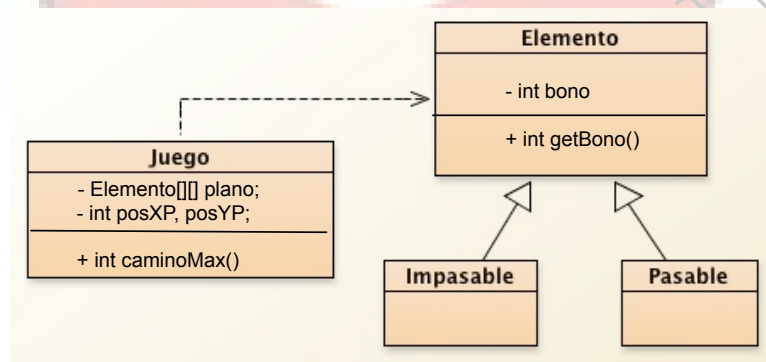 Elemento
- int bono
+ int getBono()
Juego
- Elemento[][] plano;
- int posXP, posYP;
+ int caminoMax()
Impasable
Pasable